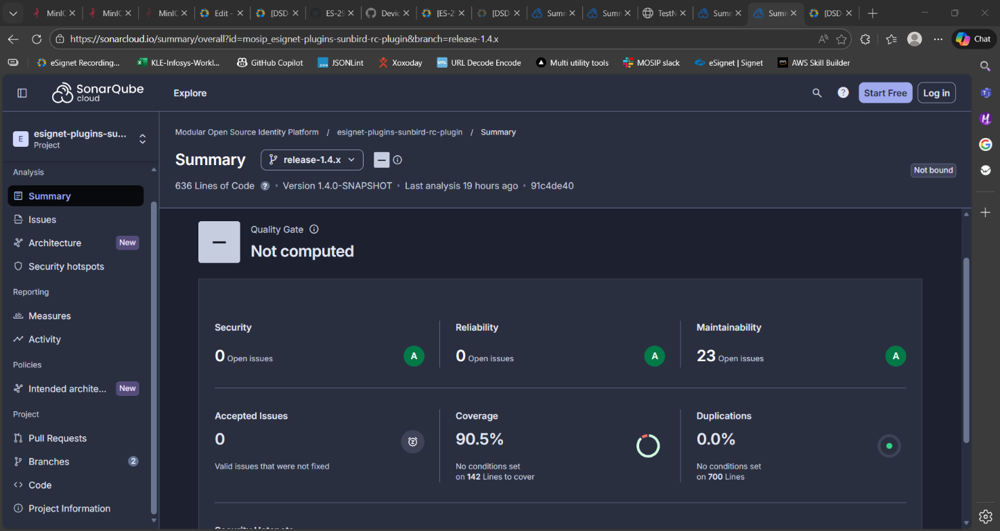 MinIO
MinIO
MinIO
Edit -
[DSD
ES-29
Devic
[ES-2
[DSD
Summ
Summ
TestN
Summ
Summ
[DSD
https://sonarcloud.io/summary/overall?id=mosip_esignet-plugins-sunbird-rc-plugin&branch=release-1.4.x
Chat
eSignet Recording...
KLE-Infosys-Workl...
GitHub Copilot
JSONLint
Xoxoday
URL Decode Encode
Multi utility tools
MOSIP slack
eSignet | Signet
AWS Skill Builder
SonarQube
cloud
Explore
Start Free
Log in
E
esignet-plugins-su...
Project
Modular Open Source Identity Platform / esignet-plugins-sunbird-rc-plugin / Summary
Summary
release-1.4.x
Not bound
636 Lines of Code ? • Version 1.4.0-SNAPSHOT • Last analysis 19 hours ago • 91c4de40
Analysis
Summary
Issues
Architecture New
Security hotspots
Reporting
Measures
Activity
Policies
Intended archite... New
Project
Pull Requests
Branches 2
Code
Project Information
Quality Gate
Not computed
Security
0 Open issues A
Reliability
0 Open issues A
Maintainability
23 Open issues A
Accepted Issues
0
Valid issues that were not fixed
Coverage
90.5%
No conditions set
on 142 Lines to cover
Duplications
0.0%
No conditions set
on 700 Lines